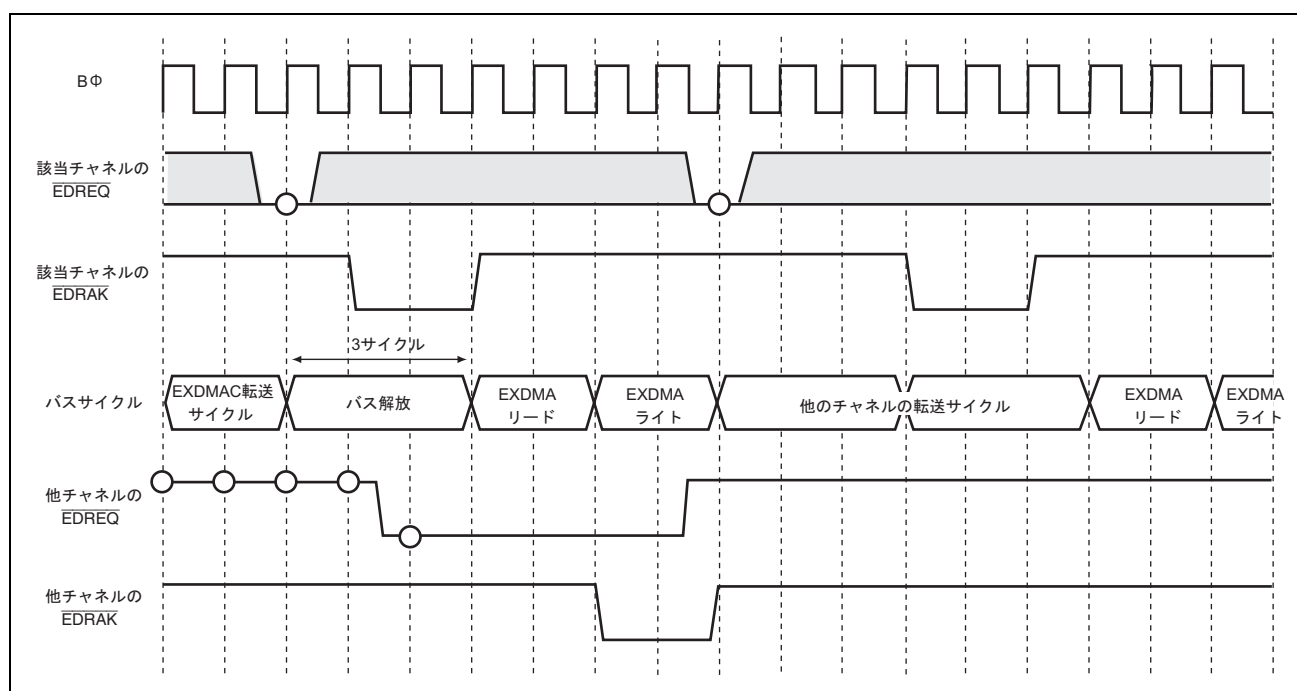 BΦ
該当チャネルの
EDREQ
該当チャネルの
EDRAK
3サイクル
バスサイクル
EXDMAC転送
サイクル
バス解放
EXDMA
リード
EXDMA
ライト
他のチャネルの転送サイクル
EXDMA
リード
EXDMA
ライト
他チャネルの
EDREQ
他チャネルの
EDRAK